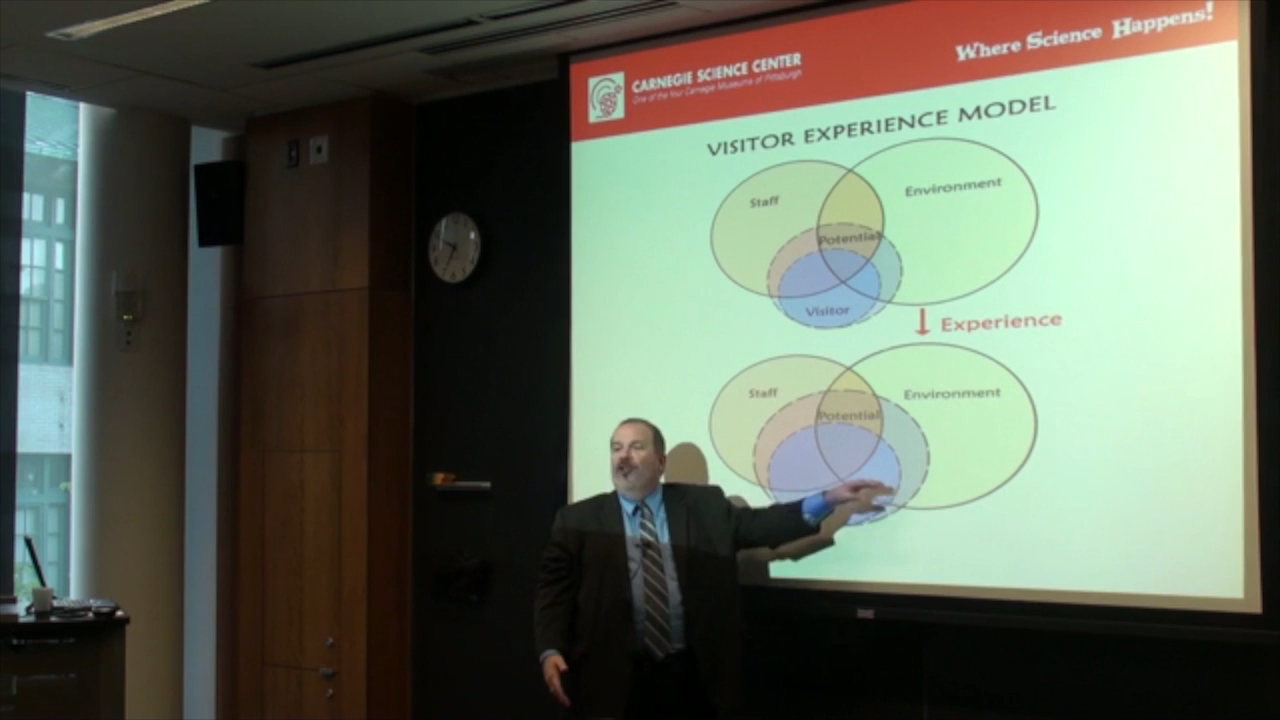 CARNEGIE SCIENCE CENTER
One of the four Carnegie Museums of Pittsburgh
Where Science Happens!
VISITOR EXPERIENCE MODEL
Staff
Environment
Potential
Visitor
Experience
Staff
Environment
Potential